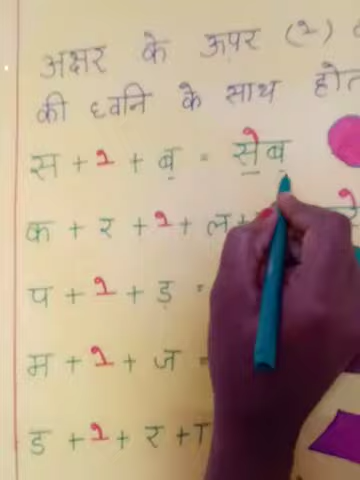 अक्षर के ऊपर (े)
की ध्वनि के साथ होत
स + े + ब = सेब
क + र + े + ल +
प + े + ड़ =
म + े + ज =
ड + े + र + ा